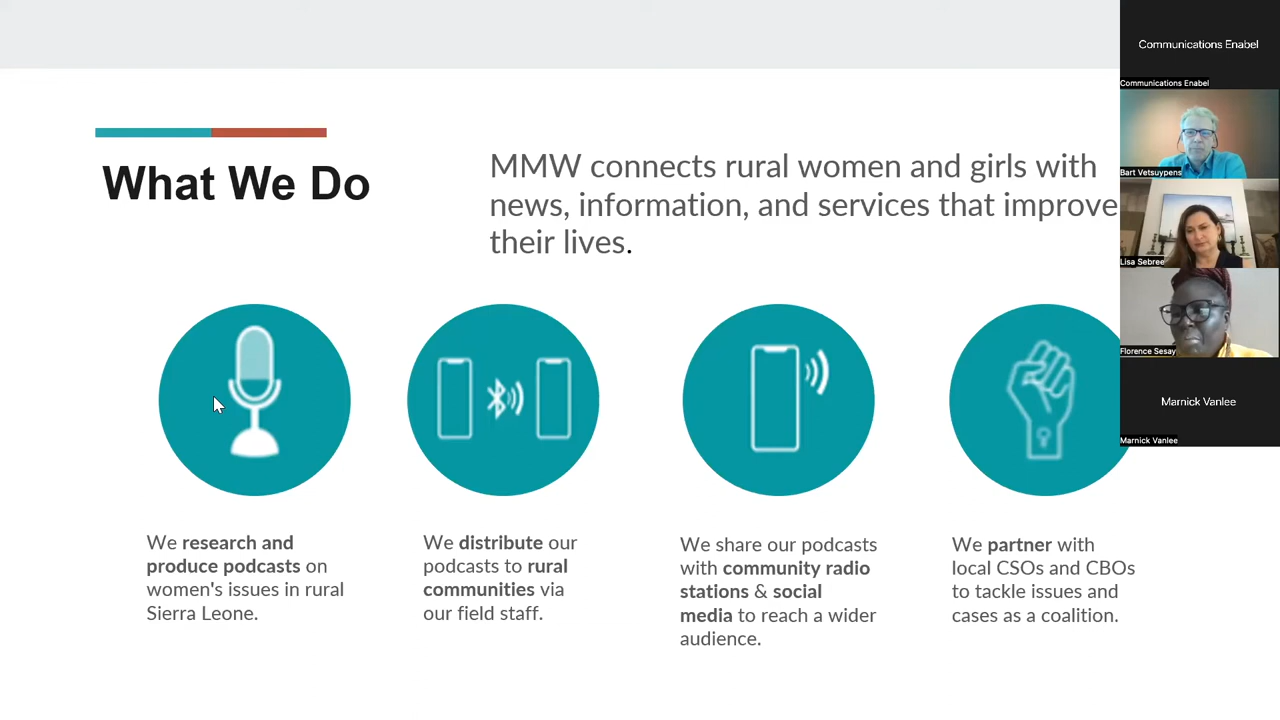 What We Do
MMW connects rural women and girls with
news, information, and services that improve
their lives.
We research and
produce podcasts on
women's issues in rural
Sierra Leone.
We distribute our
podcasts to rural
communities via
our field staff.
We share our podcasts
with community radio
stations & social
media to reach a wider
audience.
We partner with
local CSOs and CBOs
to tackle issues and
cases as a coalition.
Communications Enabel
Communications Enabel
Bart Vetsuypens
Lisa Sebree
Florence Sesay
Marnick Vanlee
Marnick Vanlee